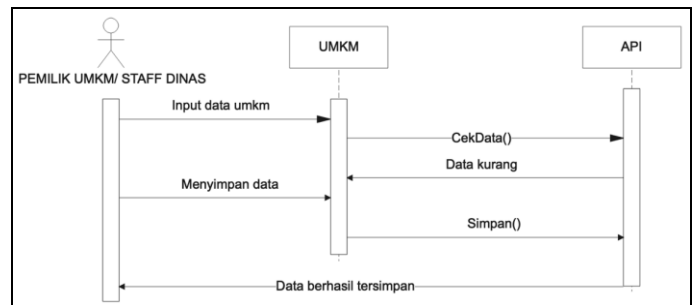 UMKM
API
PEMILIK UMKM/ STAFF DINAS
Input data umkm
CekData()
Data kurang
Menyimpan data
Simpan()
Data berhasil tersimpan